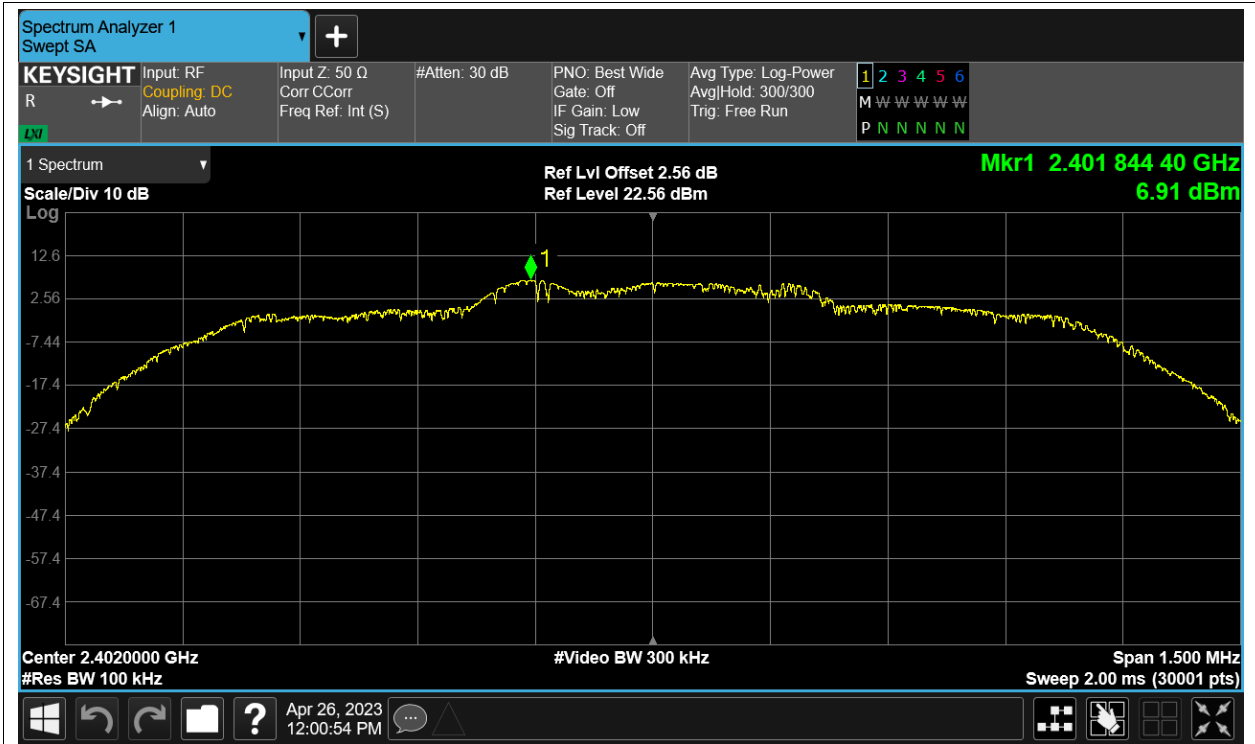 Spectrum Analyzer 1
Swept SA
KEYSIGHT
R
LXI
Input: RF
Coupling: DC
Align: Auto
Input Z: 50 Ω
Corr CCorr
Freq Ref: Int (S)
#Atten: 30 dB
PNO: Best Wide
Gate: Off
IF Gain: Low
Sig Track: Off
Avg Type: Log-Power
Avg|Hold: 300/300
Trig: Free Run
1 2 3 4 5 6
M W W W W W
P N N N N N
1 Spectrum
Scale/Div 10 dB
Log
Ref Lvl Offset 2.56 dB
Ref Level 22.56 dBm
Mkr1 2.401 844 40 GHz
6.91 dBm
1
12.6
2.56
-7.44
-17.4
-27.4
-37.4
-47.4
-57.4
-67.4
Center 2.4020000 GHz
#Video BW 300 kHz
Span 1.500 MHz
#Res BW 100 kHz
Sweep 2.00 ms (30001 pts)
?
Apr 26, 2023
12:00:54 PM